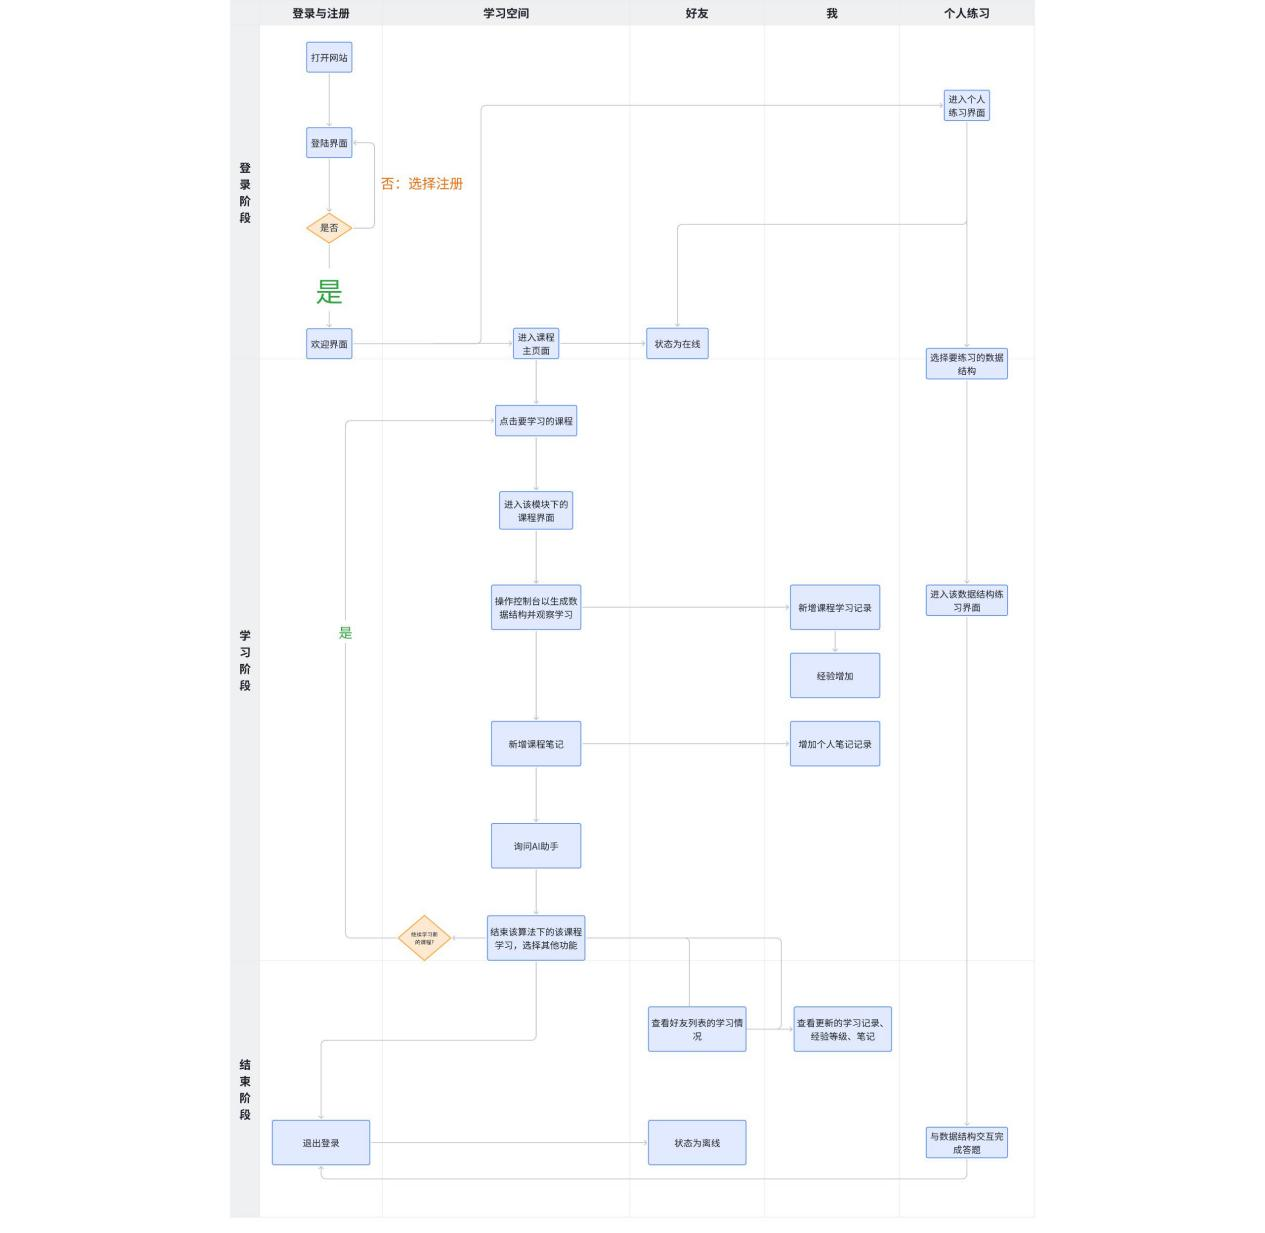 登录与注册
学习空间
好友
我
个人练习
登录阶段
打开网站
进入个人
练习界面
登陆界面
否：选择注册
是否
是
欢迎界面
进入课程
主页面
状态为在线
选择要练习的数据
结构
学习阶段
点击要学习的课程
进入该模块下的
课程界面
操作控制台以生成数
据结构并观察学习
新增课程学习记录
进入该数据结构练
习界面
是
经验增加
新增课程笔记
增加个人笔记记录
询问AI助手
继续学习新
的课程?
结束该算法下的该课程
学习，选择其他功能
结束阶段
查看好友列表的学习情
况
查看更新的学习记录、
经验等级、笔记
退出登录
状态为离线
与数据结构交互完
成答题